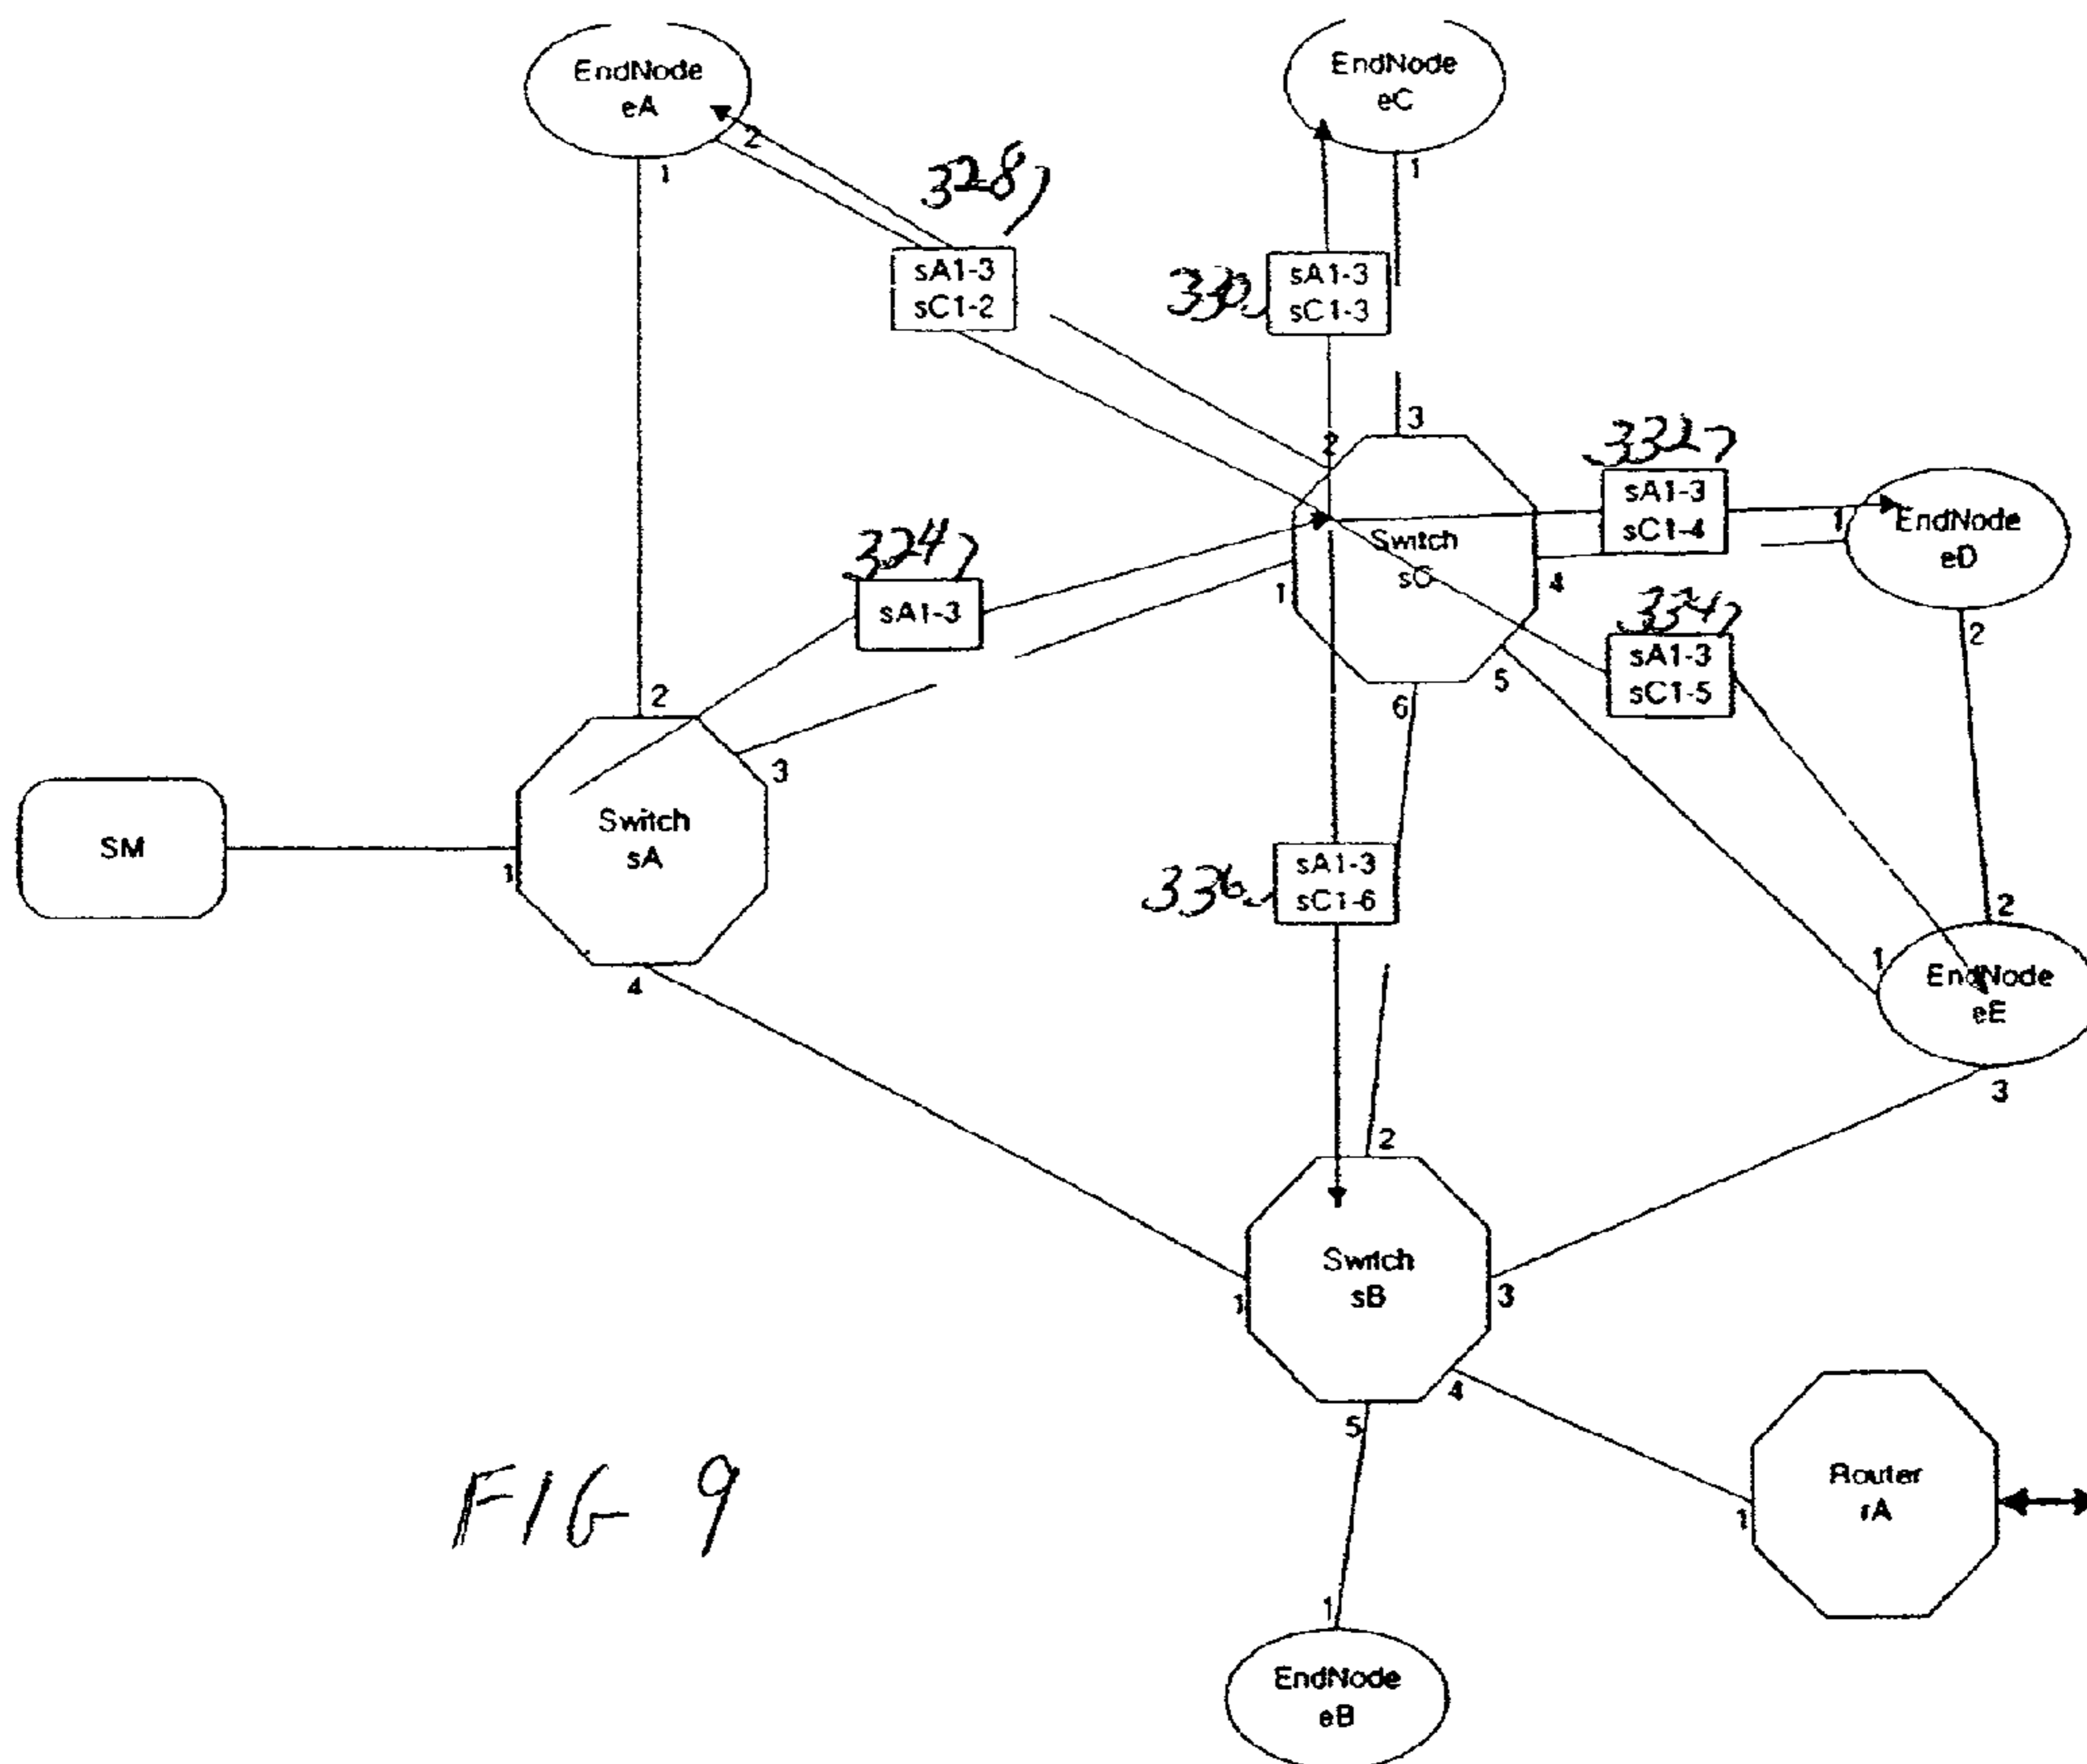 EndNode
eA
EndNode
eC
2
1
1
328
sA1-3
sC1-2
330
sA1-3
sC1-3
3
2
332
sA1-3
sC1-4
1
EndNode
eD
324
sA1-3
Switch
sC
1
4
334
sA1-3
sC1-5
2
5
6
2
3
SM
1
Switch
sA
336
sA1-3
sC1-6
2
1
EndNode
eE
4
3
2
Switch
sB
1
3
4
5
Router
rA
1
FIG 9
1
EndNode
eB